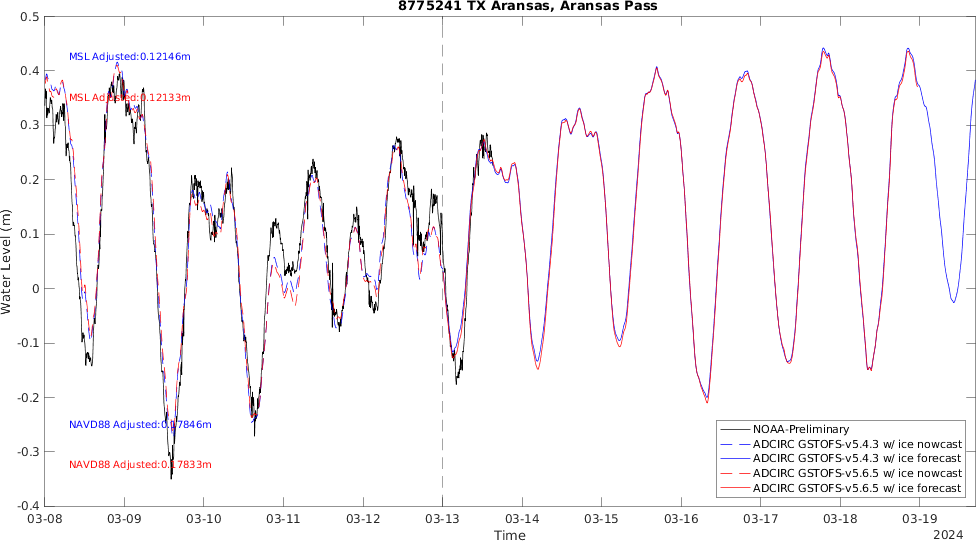 8775241 TX Aransas, Aransas Pass
0.5
0.4
0.3
0.2
0.1
0
-0.1
-0.2
-0.3
-0.4
Water Level (m)
MSL Adjusted:0.12146m
MSL Adjusted:0.12133m
NAVD88 Adjusted:0.17846m
NAVD88 Adjusted:0.17833m
NOAA-Preliminary
ADCIRC GSTOFS-v5.4.3 w/ ice nowcast
ADCIRC GSTOFS-v5.4.3 w/ ice forecast
ADCIRC GSTOFS-v5.6.5 w/ ice nowcast
ADCIRC GSTOFS-v5.6.5 w/ ice forecast
03-08 03-09 03-10 03-11 03-12 03-13 03-14 03-15 03-16 03-17 03-18 03-19
Time
2024